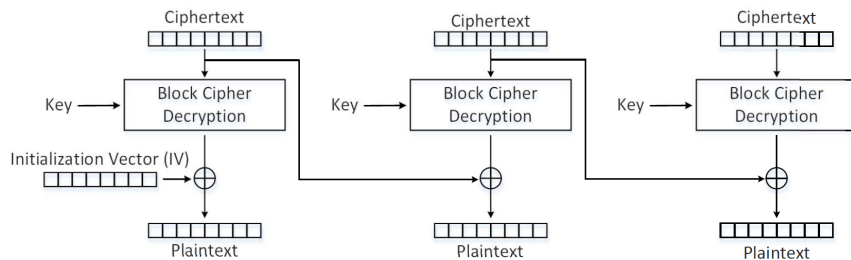 Ciphertext
Ciphertext
Ciphertext
Key
Block Cipher
Decryption
Key
Block Cipher
Decryption
Key
Block Cipher
Decryption
Initialization Vector (IV)
Plaintext
Plaintext
Plaintext